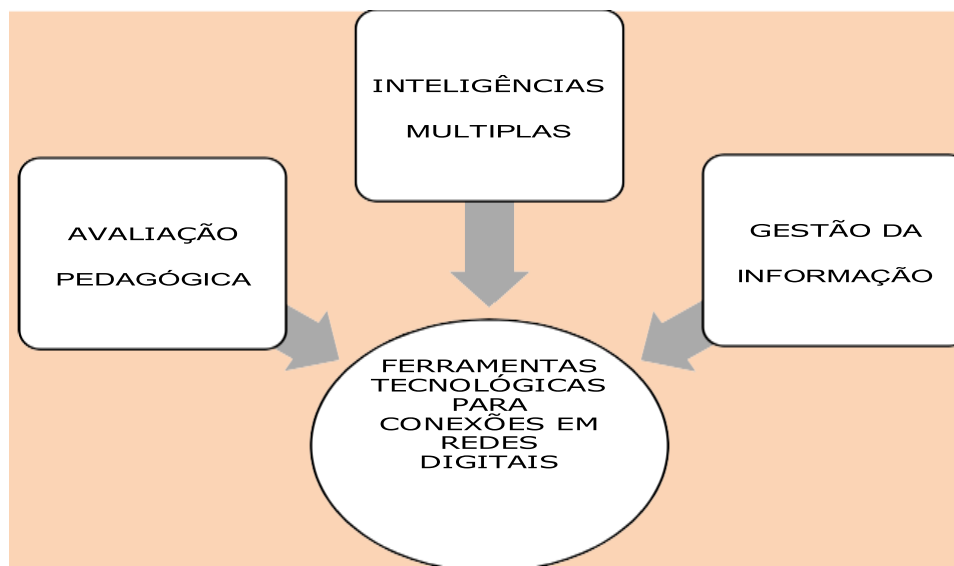 INTELIGÊNCIAS
MULTIPLAS
AVALIAÇÃO
PEDAGÓGICA
GESTÃO DA
INFORMAÇÃO
FERRAMENTAS
TECNOLÓGICAS
PARA
CONEXÕES EM
REDES
DIGITAIS